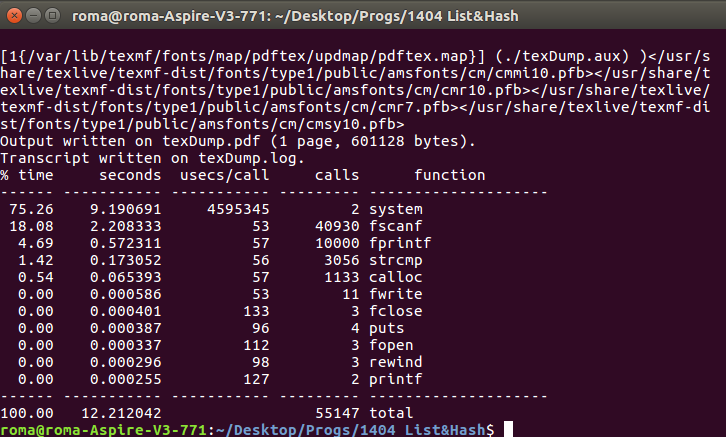 roma@roma-Aspire-V3-771: ~/Desktop/Progs/1404 List&Hash
[1{/var/lib/texmf/fonts/map/pdftex/updmap/pdftex.map}] (./texDump.aux) )</usr/s
hare/texlive/texmf-dist/fonts/type1/public/amsfonts/cm/cmmi10.pfb></usr/share/t
exlive/texmf-dist/fonts/type1/public/amsfonts/cm/cmr10.pfb></usr/share/texlive/
texmf-dist/fonts/type1/public/amsfonts/cm/cmr7.pfb></usr/share/texlive/texmf-di
st/fonts/type1/public/amsfonts/cm/cmsy10.pfb>
Output written on texDump.pdf (1 page, 601128 bytes).
Transcript written on texDump.log.
% time     seconds  usecs/call     calls      function
------ ----------- ----------- --------- --------------------
 75.26    9.190691     4595345         2 system
 18.08    2.208333          53     40930 fscanf
  4.69    0.572311          57     10000 fprintf
  1.42    0.173052          56      3056 strcmp
  0.54    0.065393          57      1133 calloc
  0.00    0.000586          53        11 fwrite
  0.00    0.000401         133         3 fclose
  0.00    0.000387          96         4 puts
  0.00    0.000337         112         3 fopen
  0.00    0.000296          98         3 rewind
  0.00    0.000255         127         2 printf
------ ----------- ----------- --------- --------------------
100.00   12.212042                 55147 total
roma@roma-Aspire-V3-771:~/Desktop/Progs/1404 List&Hash$